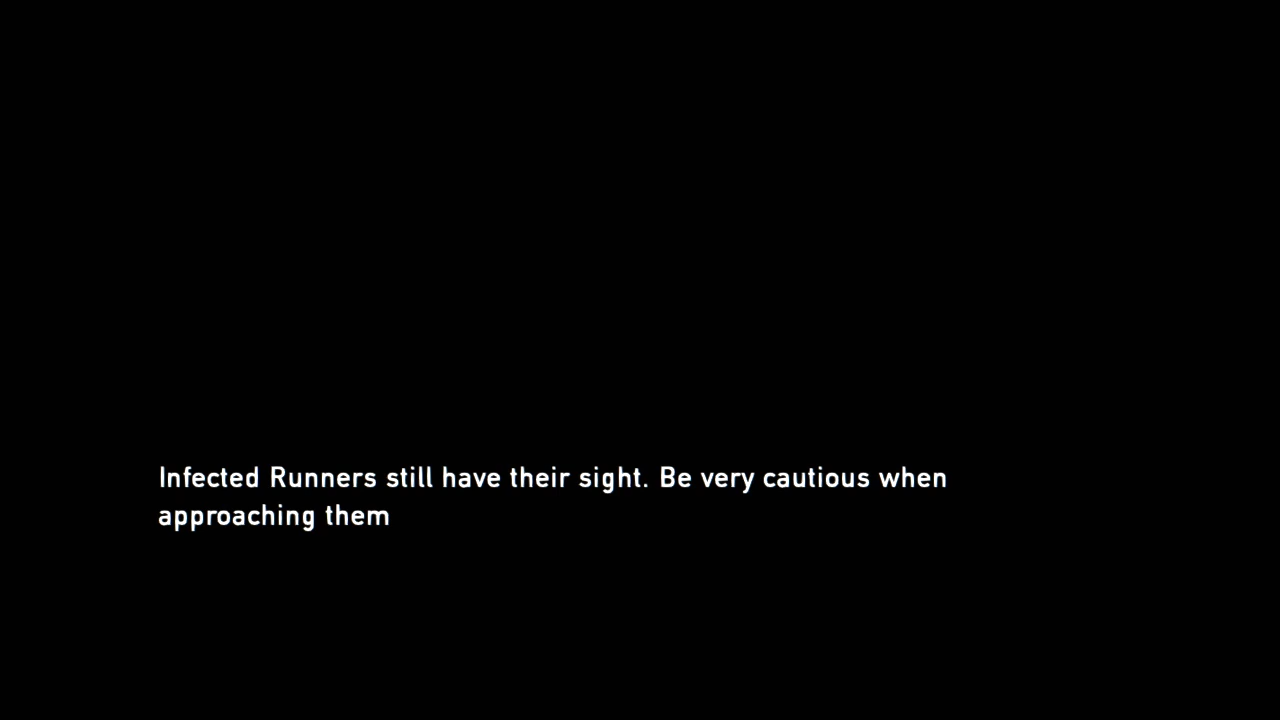 Infected Runners still have their sight. Be very cautious when
approaching them